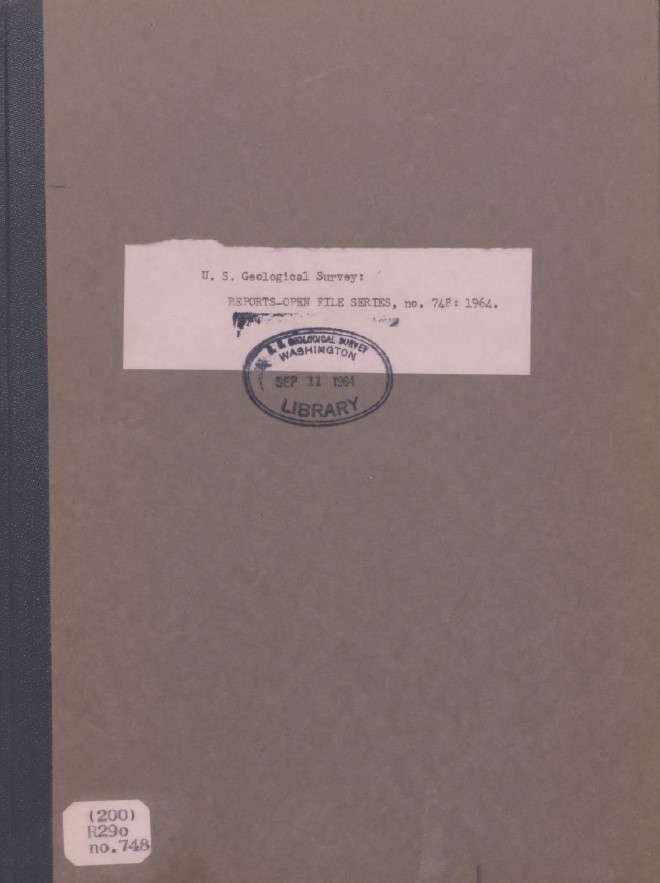 U. S. Geological Survey:
REPORTS-OPEN FILE SERIES, no. 748: 1964.
GEOLOGICAL SURVEY
WASHINGTON
SEP 11 1964
LIBRARY
(200)
R29o
no.748